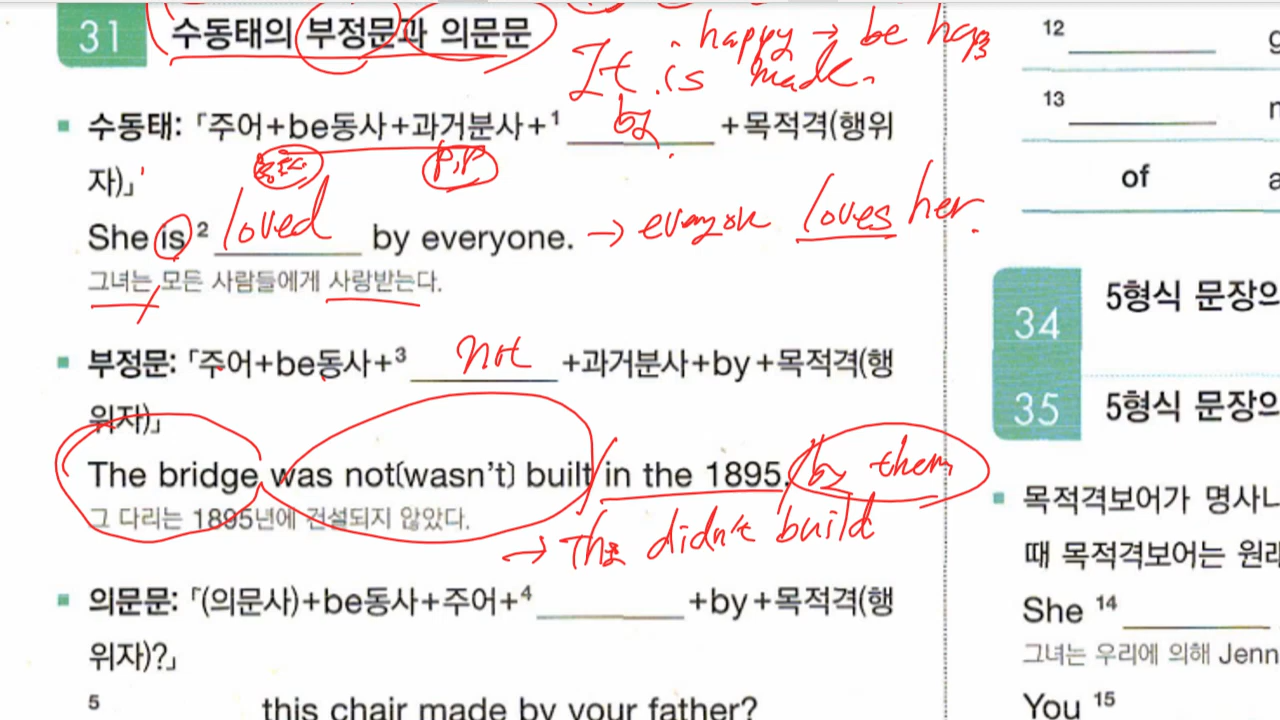 31 수동태의 부정문과 의문문
happy → be happ
It is made.
수동태: 「주어+be동사+과거분사+¹ by +목적격(행위
p.p
자)」
She is ² loved by everyone. → everyone loves her.
그녀는 모든 사람들에게 사랑받는다.
부정문: 「주어+be동사+³ not +과거분사+by+목적격(행
위자)」
The bridge was not(wasn't) built in the 1895. by them
그 다리는 1895년에 건설되지 않았다.
→ didn't build
의문문: 「(의문사)+be동사+주어+⁴ +by+목적격(행
위자)?」
5 this chair made by your father?
12
13
of
34 5형식 문장의
35 5형식 문장의
목적격보어가 명사
때 목적격보어는 원
She 14
그녀는 우리에 의해 Jenn
You 15